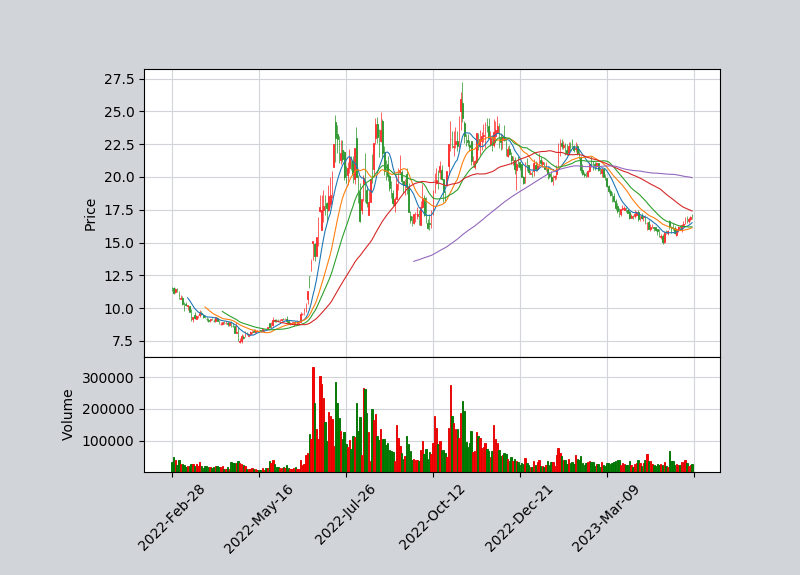 27.5
25.0
22.5
20.0
17.5
15.0
12.5
10.0
7.5
Price
300000
200000
100000
Volume
2022-Feb-28
2022-May-16
2022-Jul-26
2022-Oct-12
2022-Dec-21
2023-Mar-09